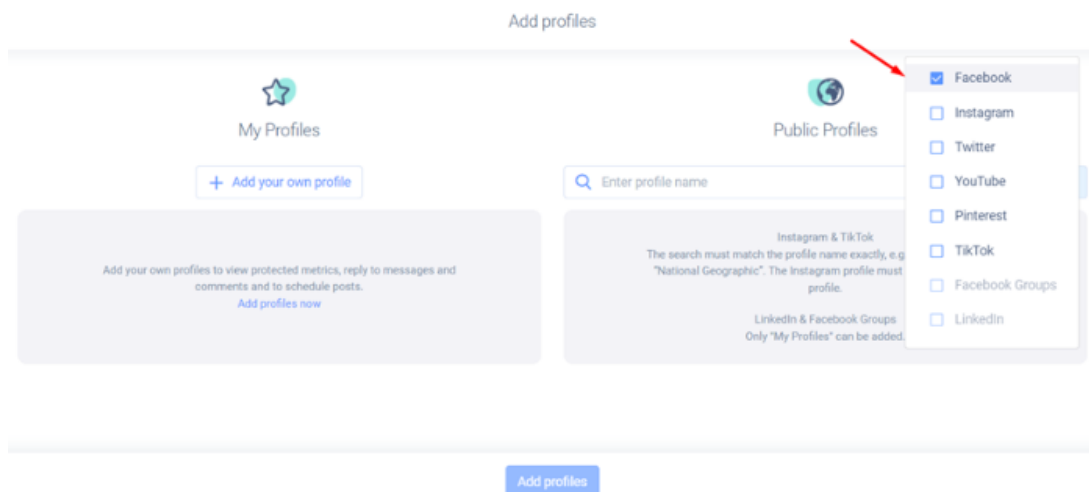 Add profiles
My Profiles
+ Add your own profile
Add your own profiles to view protected metrics, reply to messages and
comments and to schedule posts.
Add profiles now
Public Profiles
Enter profile name
Instagram & TikTok
The search must match the profile name exactly, e.g.
"National Geographic". The Instagram profile must
profile.
LinkedIn & Facebook Groups
Only "My Profiles" can be added.
Facebook
Instagram
Twitter
YouTube
Pinterest
TikTok
Facebook Groups
LinkedIn
Add profiles